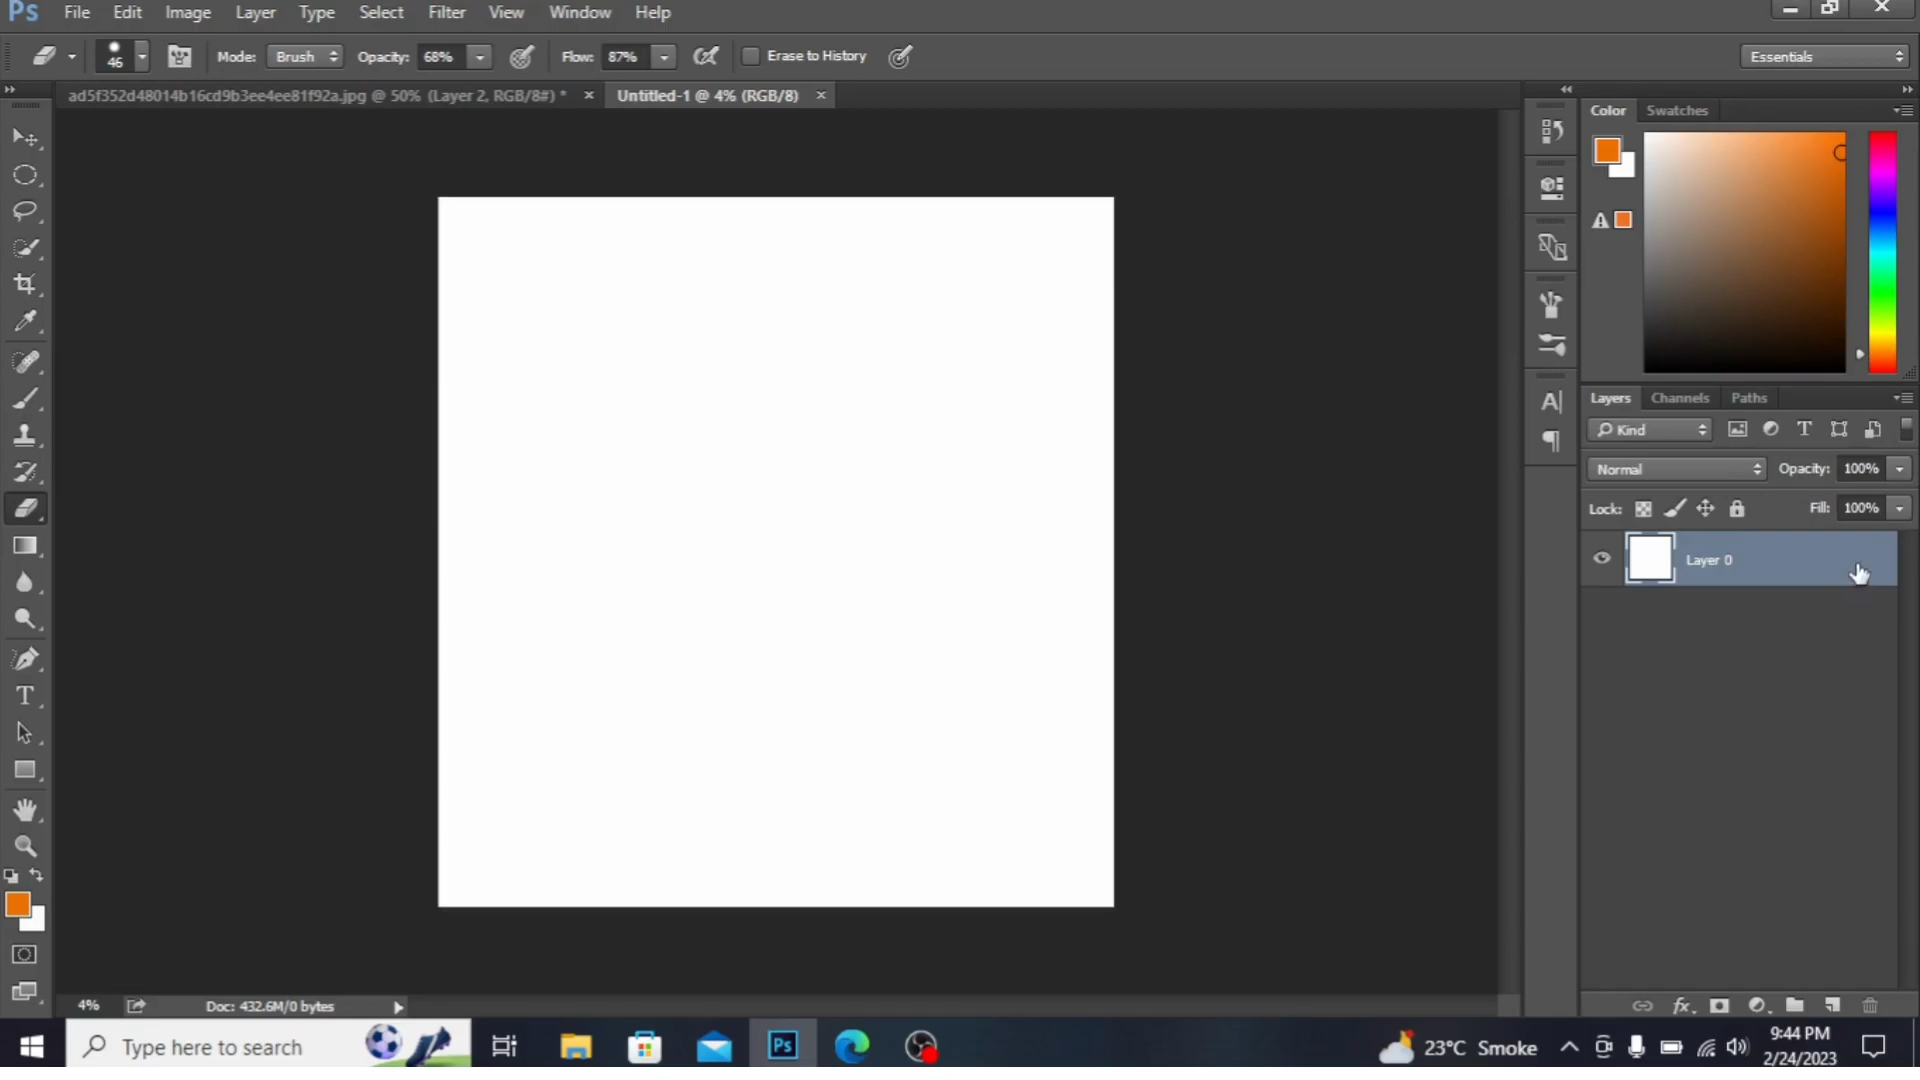 Ps File Edit Image Layer Type Select Filter View Window Help
46 Mode: Brush Opacity: 68% Flow: 87% Erase to History Essentials
ad5f352d48014b16cd9b3ee4ee81f92a.jpg @ 50% (Layer 2, RGB/8#) * × Untitled-1 @ 4% (RGB/8) ×
Color Swatches
Layers Channels Paths
Kind
Normal Opacity: 100%
Lock: Fill: 100%
Layer 0
4% Doc: 432.6M/0 bytes
Type here to search
Ps
23°C Smoke
9:44 PM
2/24/2023